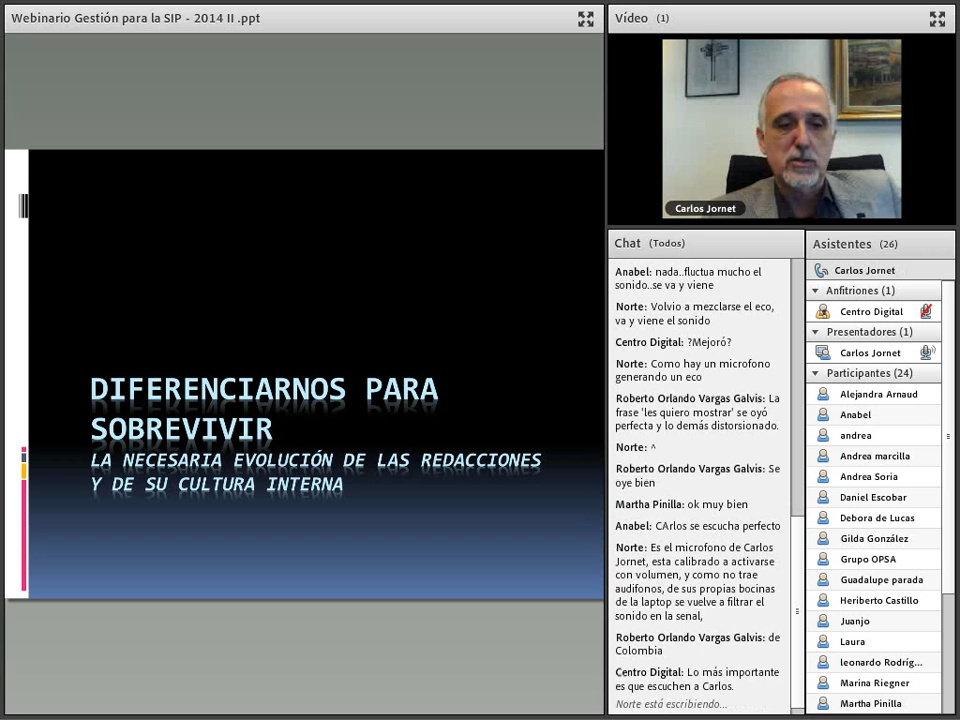 Webinario Gestión para la SIP - 2014 II .ppt
DIFERENCIARNOS PARA
SOBREVIVIR
LA NECESARIA EVOLUCIÓN DE LAS REDACCIONES
Y DE SU CULTURA INTERNA
Vídeo (1)
Carlos Jornet
Chat (Todos)
Anabel: nada..fluctua mucho el
sonido..se va y viene
Norte: Volvio a mezclarse el eco,
va y viene el sonido
Centro Digital: ?Mejoró?
Norte: Como hay un microfono
generando un eco
Roberto Orlando Vargas Galvis: La
frase 'les quiero mostrar' se oyó
perfecta y lo demás distorsionado.
Norte: ^
Roberto Orlando Vargas Galvis: Se
oye bien
Martha Pinilla: ok muy bien
Anabel: CArlos se escucha perfecto
Norte: Es el microfono de Carlos
Jornet, esta calibrado a activarse
con volumen, y como no trae
audifonos, de sus propias bocinas
de la laptop se vuelve a filtrar el
sonido en la senal,
Roberto Orlando Vargas Galvis: de
Colombia
Centro Digital: Lo más importante
es que escuchen a Carlos.
Norte está escribiendo...
Asistentes (26)
Carlos Jornet
Anfitriones (1)
Centro Digital
Presentadores (1)
Carlos Jornet
Participantes (24)
Alejandra Arnaud
Anabel
andrea
Andrea marcilla
Andrea Soria
Daniel Escobar
Debora de Lucas
Gilda González
Grupo OPSA
Guadalupe parada
Heriberto Castillo
Juanjo
Laura
leonardo Rodríg...
Marina Riegner
Martha Pinilla